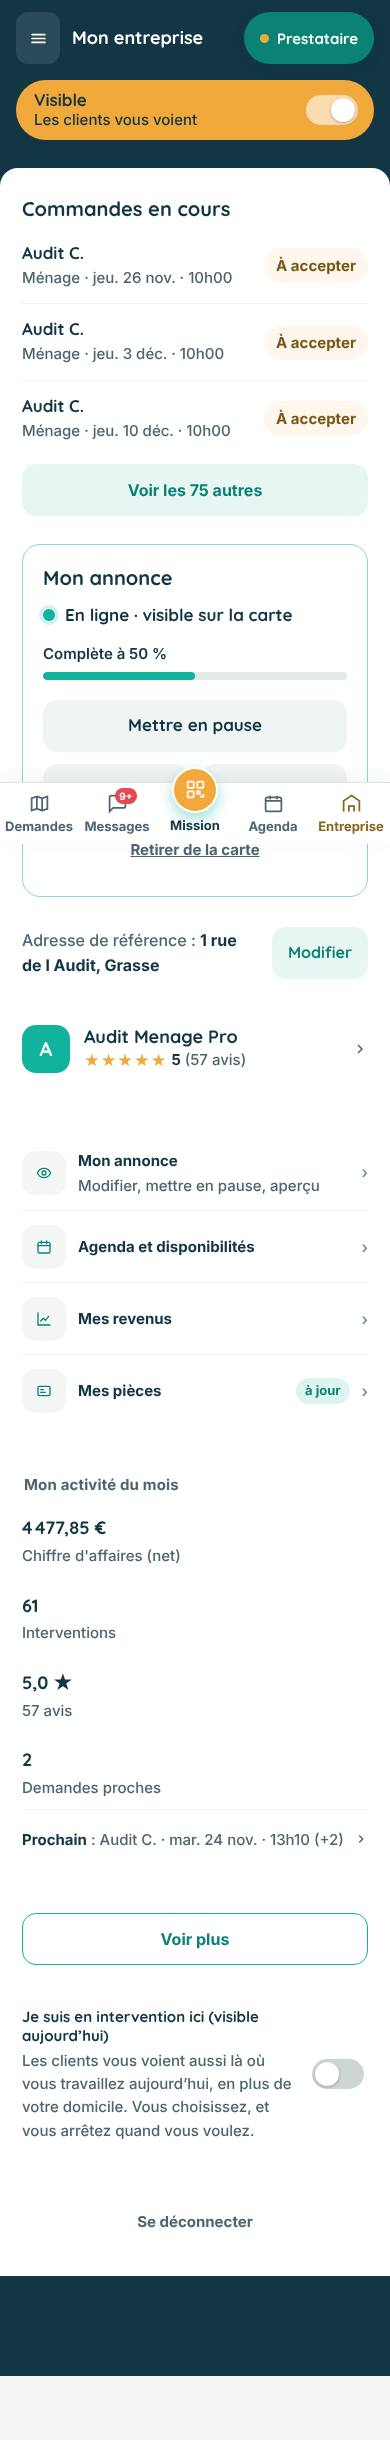 Mon entreprise
Prestataire
Visible
Les clients vous voient
Commandes en cours
Audit C.
Ménage · jeu. 26 nov. · 10h00
À accepter
Audit C.
Ménage · jeu. 3 déc. · 10h00
À accepter
Audit C.
Ménage · jeu. 10 déc. · 10h00
À accepter
Voir les 75 autres
Mon annonce
En ligne · visible sur la carte
Complète à 50 %
Mettre en pause
9+
Demandes
Messages
Mission
Agenda
Entreprise
Retirer de la carte
Adresse de référence : 1 rue
de l Audit, Grasse
Modifier
A
Audit Menage Pro
★★★★★ 5 (57 avis)
Mon annonce
Modifier, mettre en pause, aperçu
Agenda et disponibilités
Mes revenus
Mes pièces
à jour
Mon activité du mois
4 477,85 €
Chiffre d'affaires (net)
61
Interventions
5,0 ★
57 avis
2
Demandes proches
Prochain : Audit C. · mar. 24 nov. · 13h10 (+2)
Voir plus
Je suis en intervention ici (visible
aujourd’hui)
Les clients vous voient aussi là où
vous travaillez aujourd’hui, en plus de
votre domicile. Vous choisissez, et
vous arrêtez quand vous voulez.
Se déconnecter